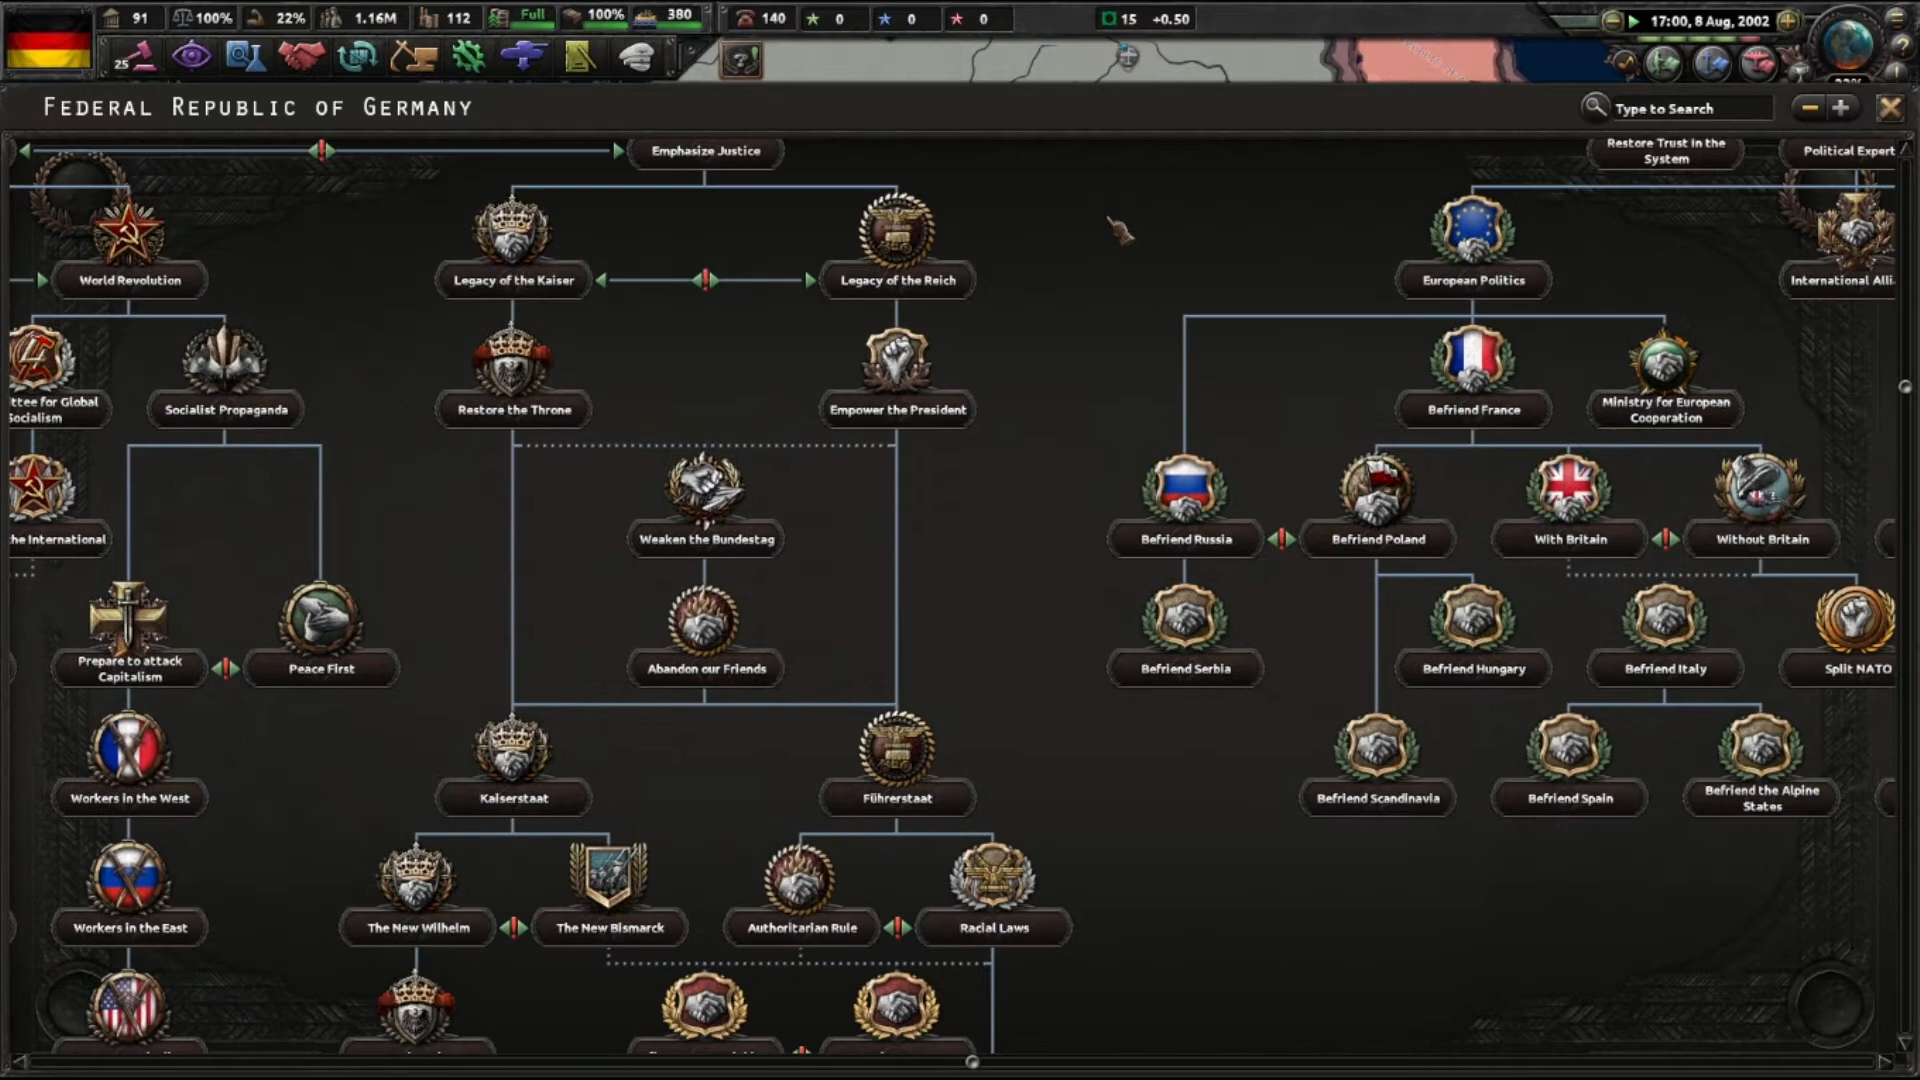 91
100%
22%
1.16M
112
Full
100%
380
140
0
0
0
15
+0.50
17:00, 8 Aug, 2002
25
Federal Republic of Germany
Type to Search
Emphasize Justice
Restore Trust in the
System
Political Expert
World Revolution
Legacy of the Kaiser
Legacy of the Reich
European Politics
International Alli
ttee for Global
Socialism
Socialist Propaganda
Restore the Throne
Empower the President
Befriend France
Ministry for European
Cooperation
he International
Weaken the Bundestag
Befriend Russia
Befriend Poland
With Britain
Without Britain
Prepare to attack
Capitalism
Peace First
Abandon our Friends
Befriend Serbia
Befriend Hungary
Befriend Italy
Split NATO
Workers in the West
Kaiserstaat
Führerstaat
Befriend Scandinavia
Befriend Spain
Befriend the Alpine
States
Workers in the East
The New Wilhelm
The New Bismarck
Authoritarian Rule
Racial Laws